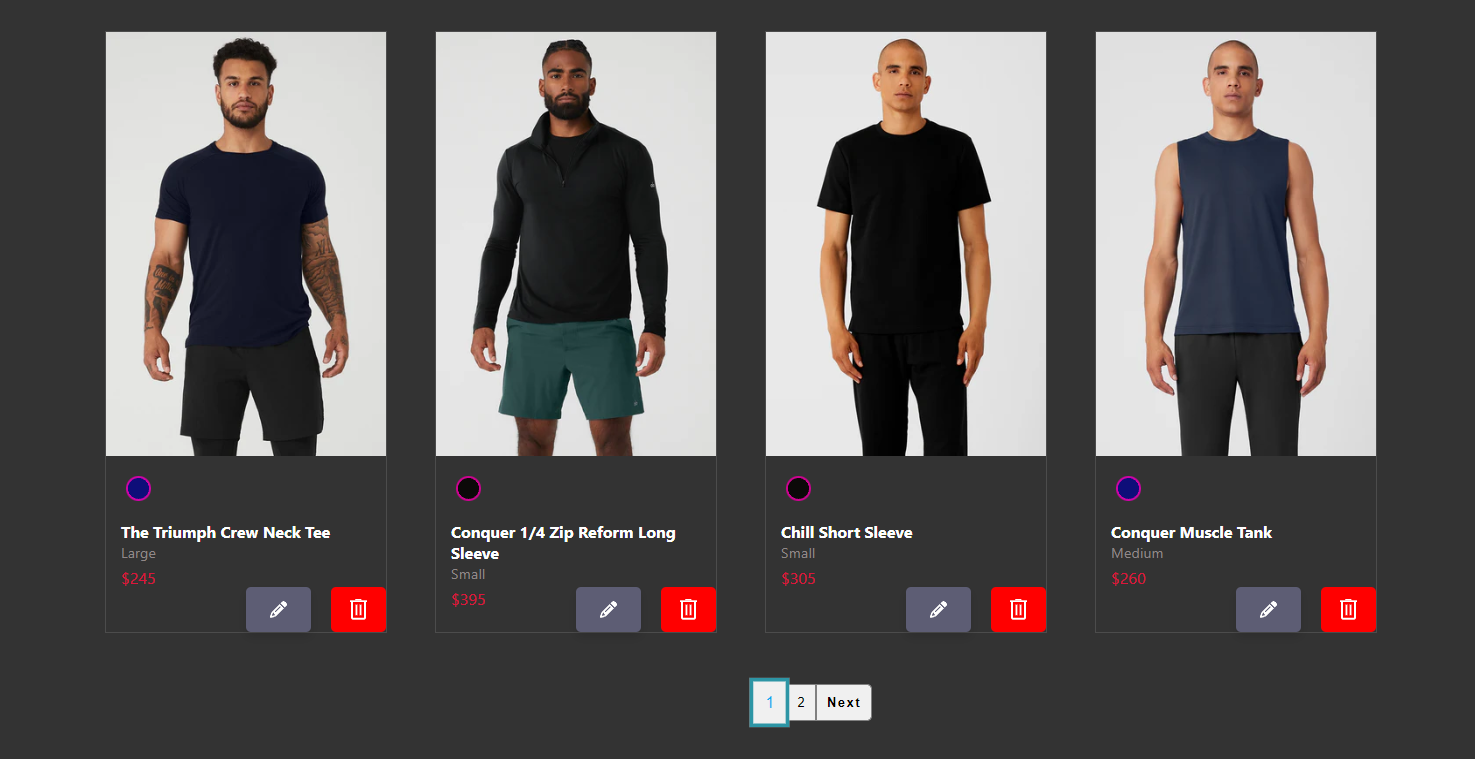 The Triumph Crew Neck Tee
Large
$245
Conquer 1/4 Zip Reform Long
Sleeve
Small
$395
Chill Short Sleeve
Small
$305
Conquer Muscle Tank
Medium
$260
1 2 Next